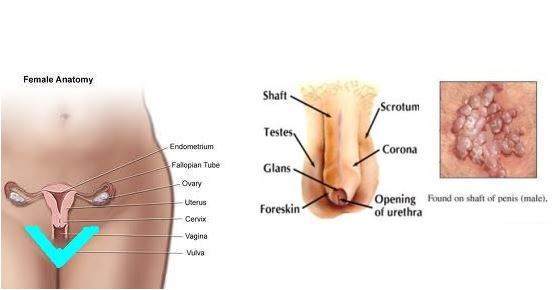 Female Anatomy
Endometrium
Fallopian Tube
Ovary
Uterus
Cervix
Vagina
Vulva
Shaft
Scrotum
Testes
Corona
Glans
Foreskin
Opening
of urethra
Found on shaft of penis (male).